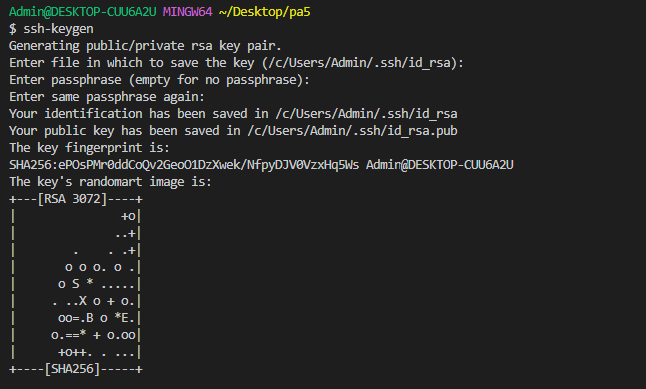 Admin@DESKTOP-CUU6A2U MINGW64 ~/Desktop/pa5
$ ssh-keygen
Generating public/private rsa key pair.
Enter file in which to save the key (/c/Users/Admin/.ssh/id_rsa):
Enter passphrase (empty for no passphrase):
Enter same passphrase again:
Your identification has been saved in /c/Users/Admin/.ssh/id_rsa
Your public key has been saved in /c/Users/Admin/.ssh/id_rsa.pub
The key fingerprint is:
SHA256:ePOsPMr0ddCoQv2GeoO1DzXwek/NfpyDJV0VzxHq5Ws Admin@DESKTOP-CUU6A2U
The key's randomart image is:
+---[RSA 3072]----+
|               +o|
|              ..+|
|        .    . .+|
|       o o o. o .|
|      o S * .....|
|     . ..X o + o.|
|      oo=.B o *E.|
|     o.==* + o.oo|
|      +o++. . ...|
+----[SHA256]-----+